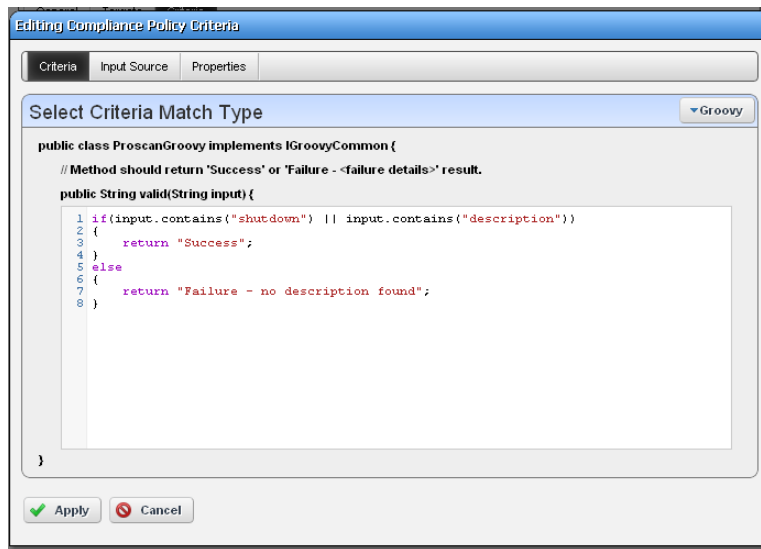 Editing Compliance Policy Criteria
Criteria Input Source Properties
Select Criteria Match Type Groovy
public class ProscanGroovy implements IGroovyCommon {
// Method should return 'Success' or 'Failure - <failure details>' result.
public String valid(String input) {
1 if(input.contains("shutdown") || input.contains("description"))
2 {
3 return "Success";
4 }
5 else
6 {
7 return "Failure - no description found";
8 }
}
Apply Cancel